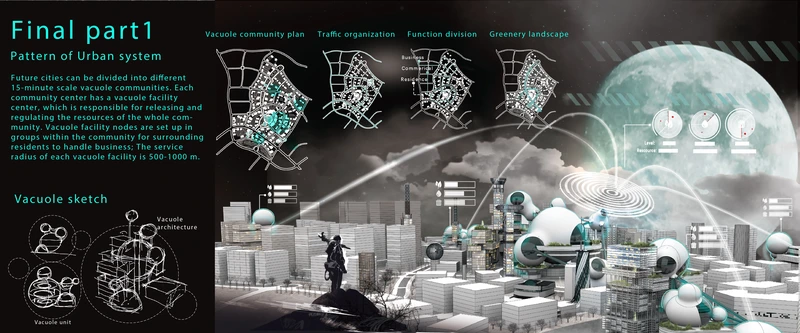 Final part1
Pattern of Urban system
Future cities can be divided into different
15-minute scale vacuole communities. Each
community center has a vacuole facility
center, which is responsible for releasing and
regulating the resources of the whole com-
munity. Vacuole facility nodes are set up in
groups within the community for surrounding
residents to handle business; The service
radius of each vacuole facility is 500-1000 m.
Vacuole sketch
Vacuole
architecture
Vacuole unit
Vacuole community plan
Traffic organization
Function division
Greenery landscape
Business
Commerical
Residence
Level
Resource